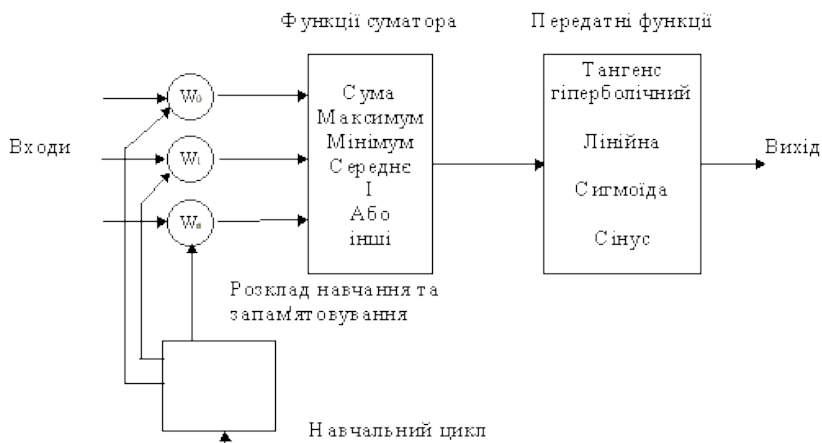 Функції суматора
Передатні функції
Входи
W₀
W₁
Wₙ
Сума
Максимум
Мінімум
Середнє
І
Або
інші
Тангенс
гіперболічний
Лінійна
Сигмоїда
Сінус
Вихід
Розклад навчання та
запам'ятовування
Навчальний цикл